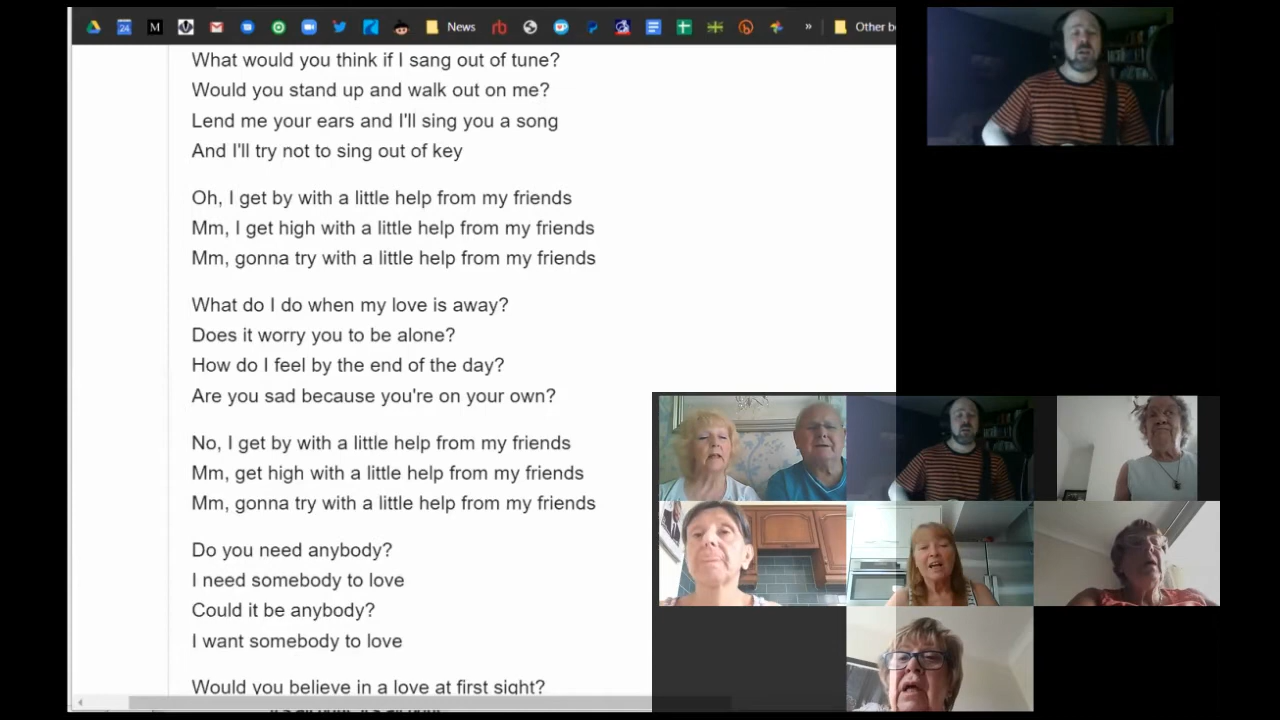 24
M
News
rb
»
Other b
What would you think if I sang out of tune?
Would you stand up and walk out on me?
Lend me your ears and I'll sing you a song
And I'll try not to sing out of key
Oh, I get by with a little help from my friends
Mm, I get high with a little help from my friends
Mm, gonna try with a little help from my friends
What do I do when my love is away?
Does it worry you to be alone?
How do I feel by the end of the day?
Are you sad because you're on your own?
No, I get by with a little help from my friends
Mm, get high with a little help from my friends
Mm, gonna try with a little help from my friends
Do you need anybody?
I need somebody to love
Could it be anybody?
I want somebody to love
Would you believe in a love at first sight?